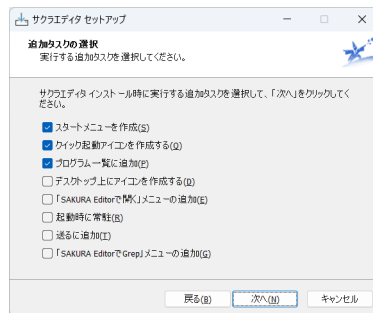 サクラエディタ セットアップ
追加タスクの選択
実行する追加タスクを選択してください。
サクラエディタ インストール時に実行する追加タスクを選択して、「次へ」をクリックしてく
ださい。
スタートメニューを作成(S)
クイック起動アイコンを作成する(Q)
プログラム一覧に追加(P)
デスクトップ上にアイコンを作成する(D)
「SAKURA Editorで開く」メニューの追加(E)
起動時に常駐(R)
送るに追加(T)
「SAKURA EditorでGrep」メニューの追加(G)
戻る(B) 次へ(N) キャンセル